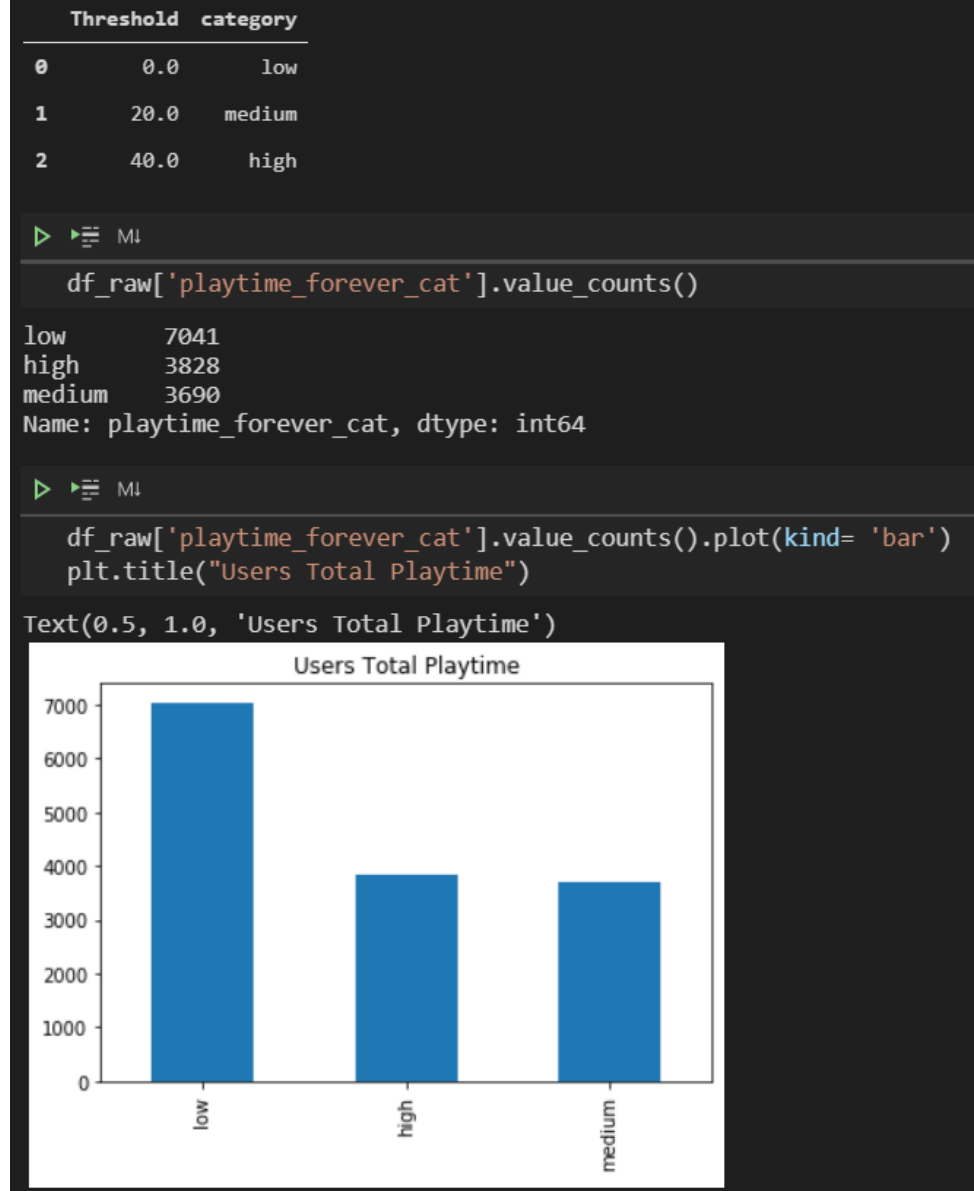 Threshold category
0 0.0 low
1 20.0 medium
2 40.0 high
M↓
df_raw['playtime_forever_cat'].value_counts()
low 7041
high 3828
medium 3690
Name: playtime_forever_cat, dtype: int64
M↓
df_raw['playtime_forever_cat'].value_counts().plot(kind= 'bar')
plt.title("Users Total Playtime")
Text(0.5, 1.0, 'Users Total Playtime')
Users Total Playtime
7000
6000
5000
4000
3000
2000
1000
0
low high medium